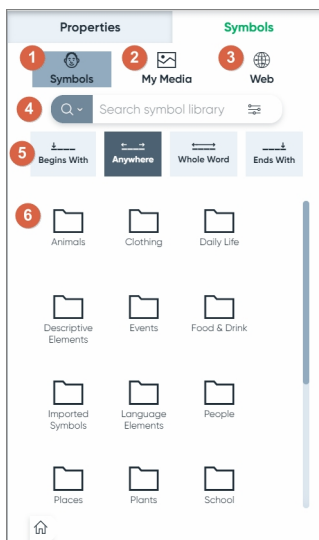 Properties Symbols
1 2 3
Symbols My Media Web
4 Search symbol library
5 Begins With Anywhere Whole Word Ends With
6
Animals Clothing Daily Life
Descriptive Elements Events Food & Drink
Imported Symbols Language Elements People
Places Plants School